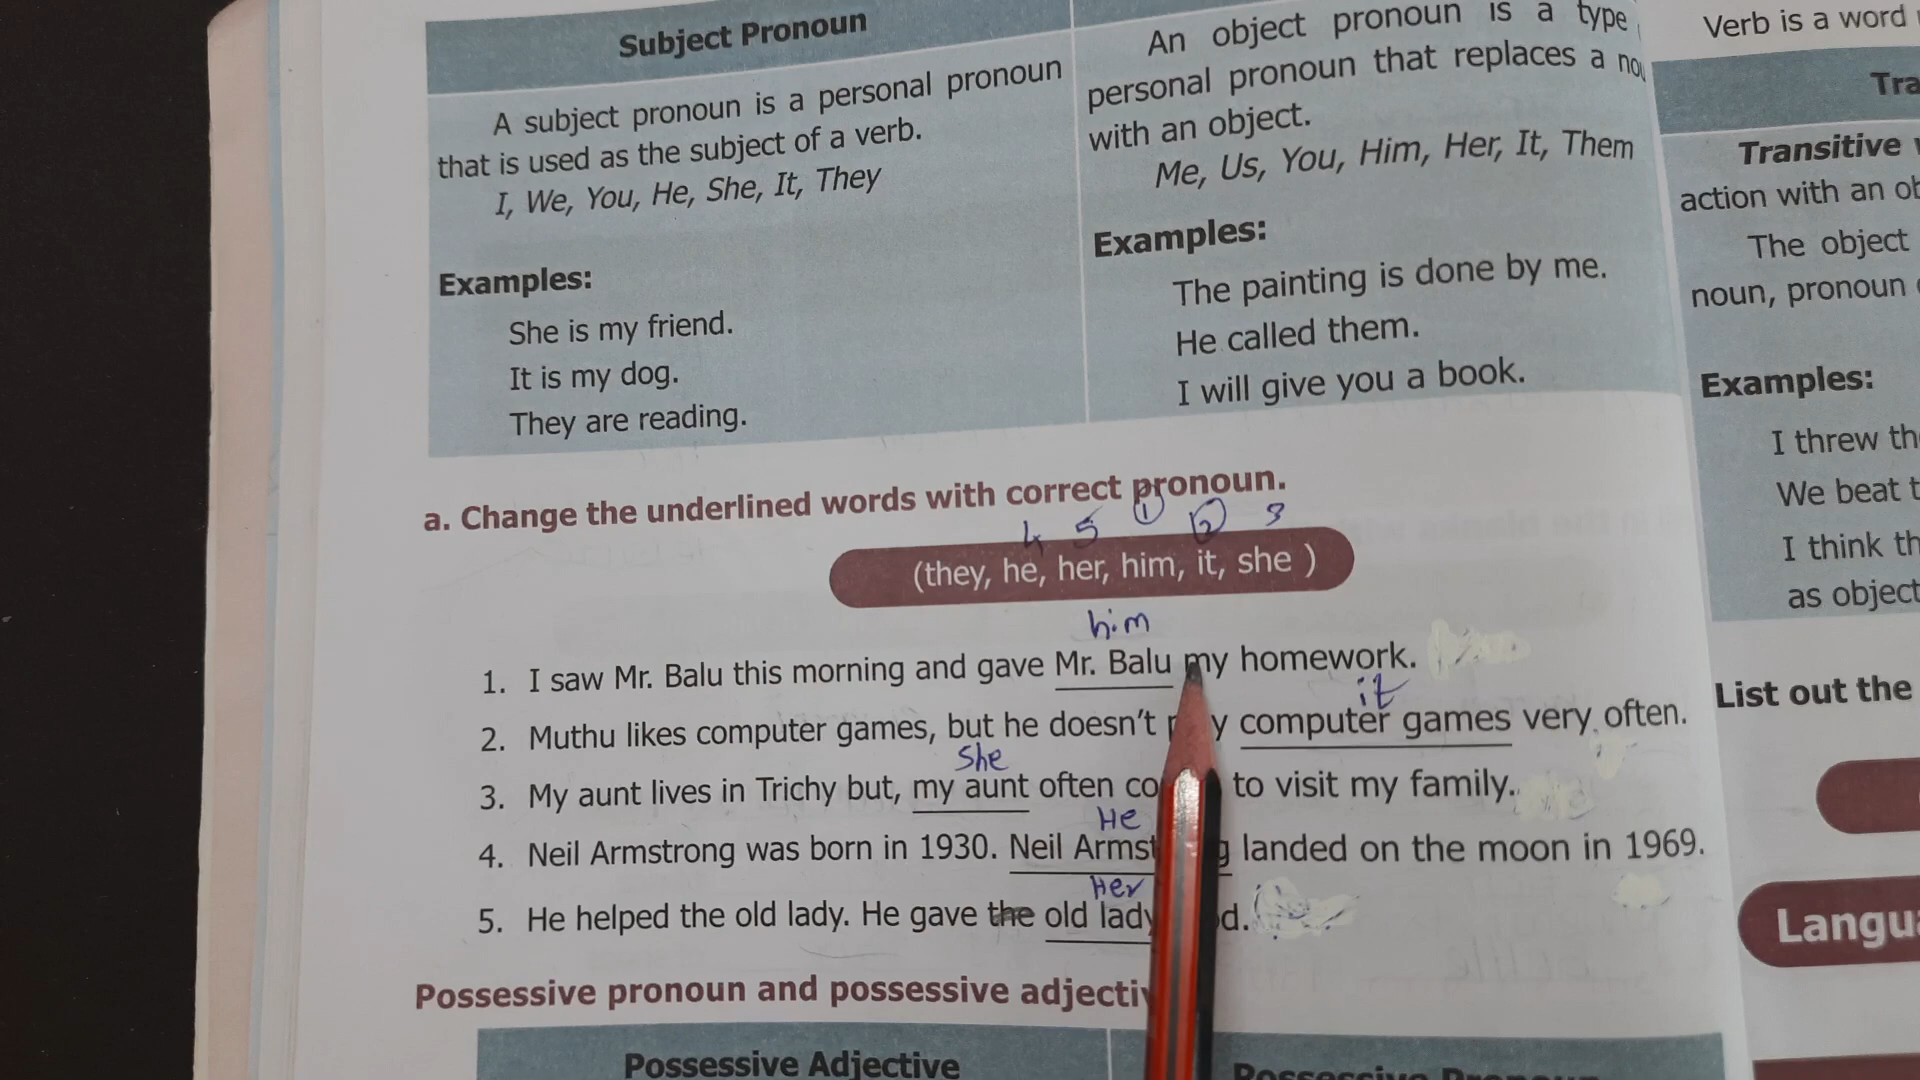 Subject Pronoun
A subject pronoun is a personal pronoun
that is used as the subject of a verb.
I, We, You, He, She, It, They
Examples:
She is my friend.
It is my dog.
They are reading.
An object pronoun is a type
personal pronoun that replaces a
with an object.
Me, Us, You, Him, Her, It, Them
Examples:
The painting is done by me.
He called them.
I will give you a book.
a. Change the underlined words with correct pronoun.
4 5 1 2 3
(they, he, her, him, it, she )
him
1. I saw Mr. Balu this morning and gave Mr. Balu my homework.
it
2. Muthu likes computer games, but he doesn't computer games very often.
she
3. My aunt lives in Trichy but, my aunt often to visit my family.
He
4. Neil Armstrong was born in 1930. Neil landed on the moon in 1969.
Her
5. He helped the old lady. He gave the old lady
Possessive pronoun and possessive
Possessive Adjective
Possessive Pronoun
Verb is a word
Transitive
action with an
The object
noun, pronoun
Examples:
I threw
We beat
I think
as object
List out the